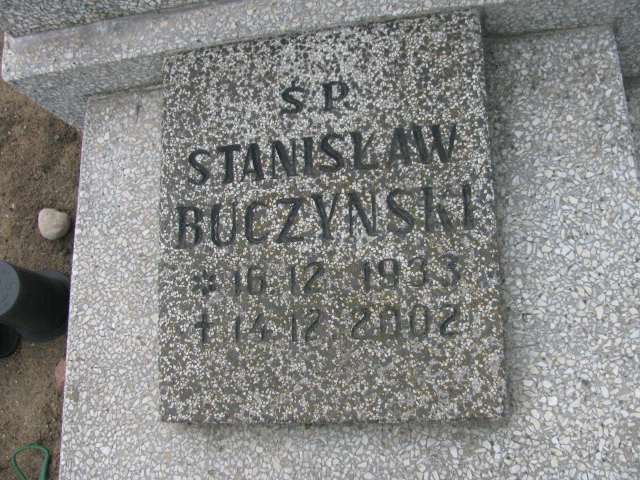 Ś.P.
STANISŁAW
BUCZYŃSKI
* 16 12 1933
† 14 12 2002